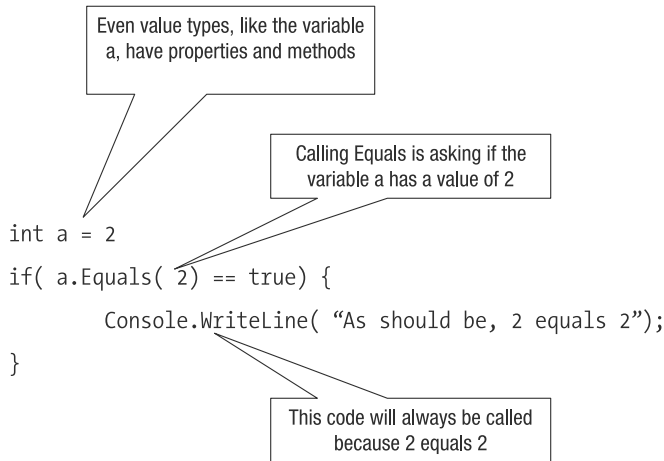 Even value types, like the variable
a, have properties and methods
Calling Equals is asking if the
variable a has a value of 2
int a = 2
if( a.Equals( 2) == true) {
Console.WriteLine( “As should be, 2 equals 2”);
}
This code will always be called
because 2 equals 2